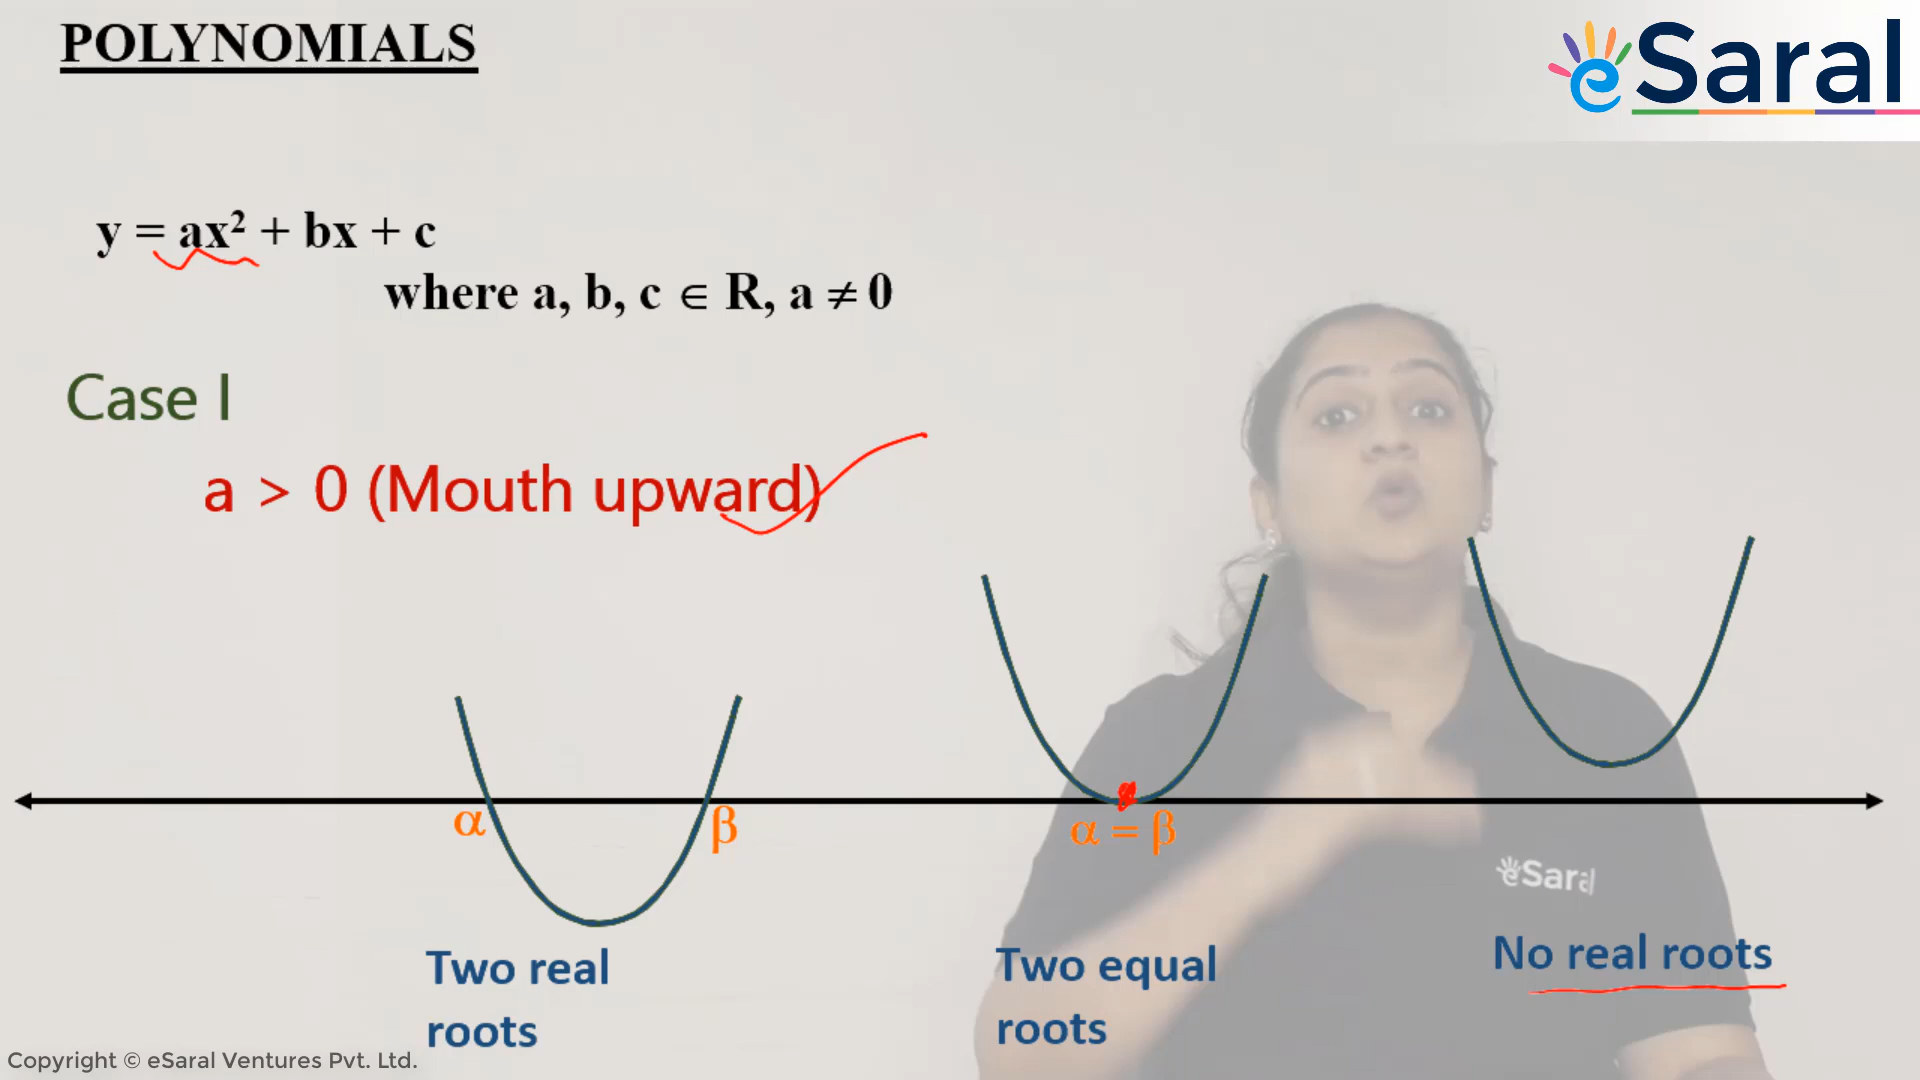 POLYNOMIALS
eSaral
y = ax² + bx + c
where a, b, c ∈ R, a ≠ 0
Case I
a > 0 (Mouth upward)
α
β
α = β
eSaral
Two real
roots
Two equal
roots
No real roots
Copyright © eSaral Ventures Pvt. Ltd.